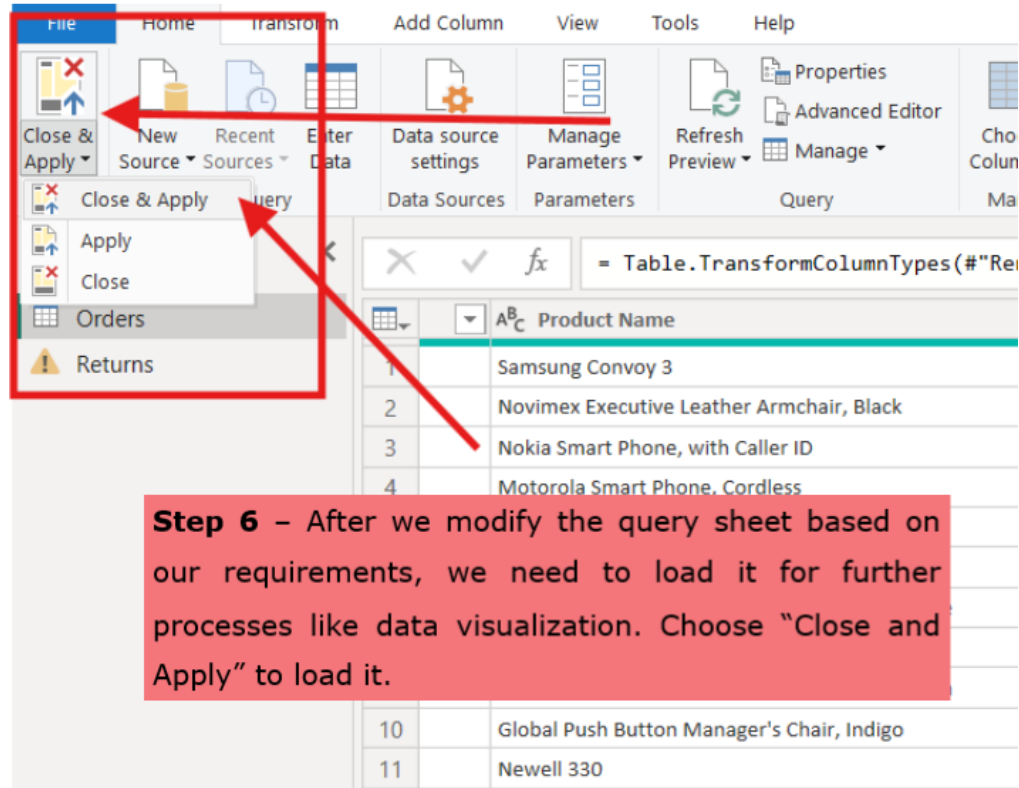 File Home Transform Add Column View Tools Help
Close & Apply New Source Recent Sources Enter Data Data source settings Manage Parameters Refresh Preview Properties Advanced Editor Manage
Data Sources Parameters Query
Close & Apply
Apply
Close
= Table.TransformColumnTypes(#"Re
Orders
Returns
ABC Product Name
1 Samsung Convoy 3
2 Novimex Executive Leather Armchair, Black
3 Nokia Smart Phone, with Caller ID
4 Motorola Smart Phone, Cordless
Step 6 – After we modify the query sheet based on
our requirements, we need to load it for further
processes like data visualization. Choose “Close and
Apply” to load it.
10 Global Push Button Manager's Chair, Indigo
11 Newell 330